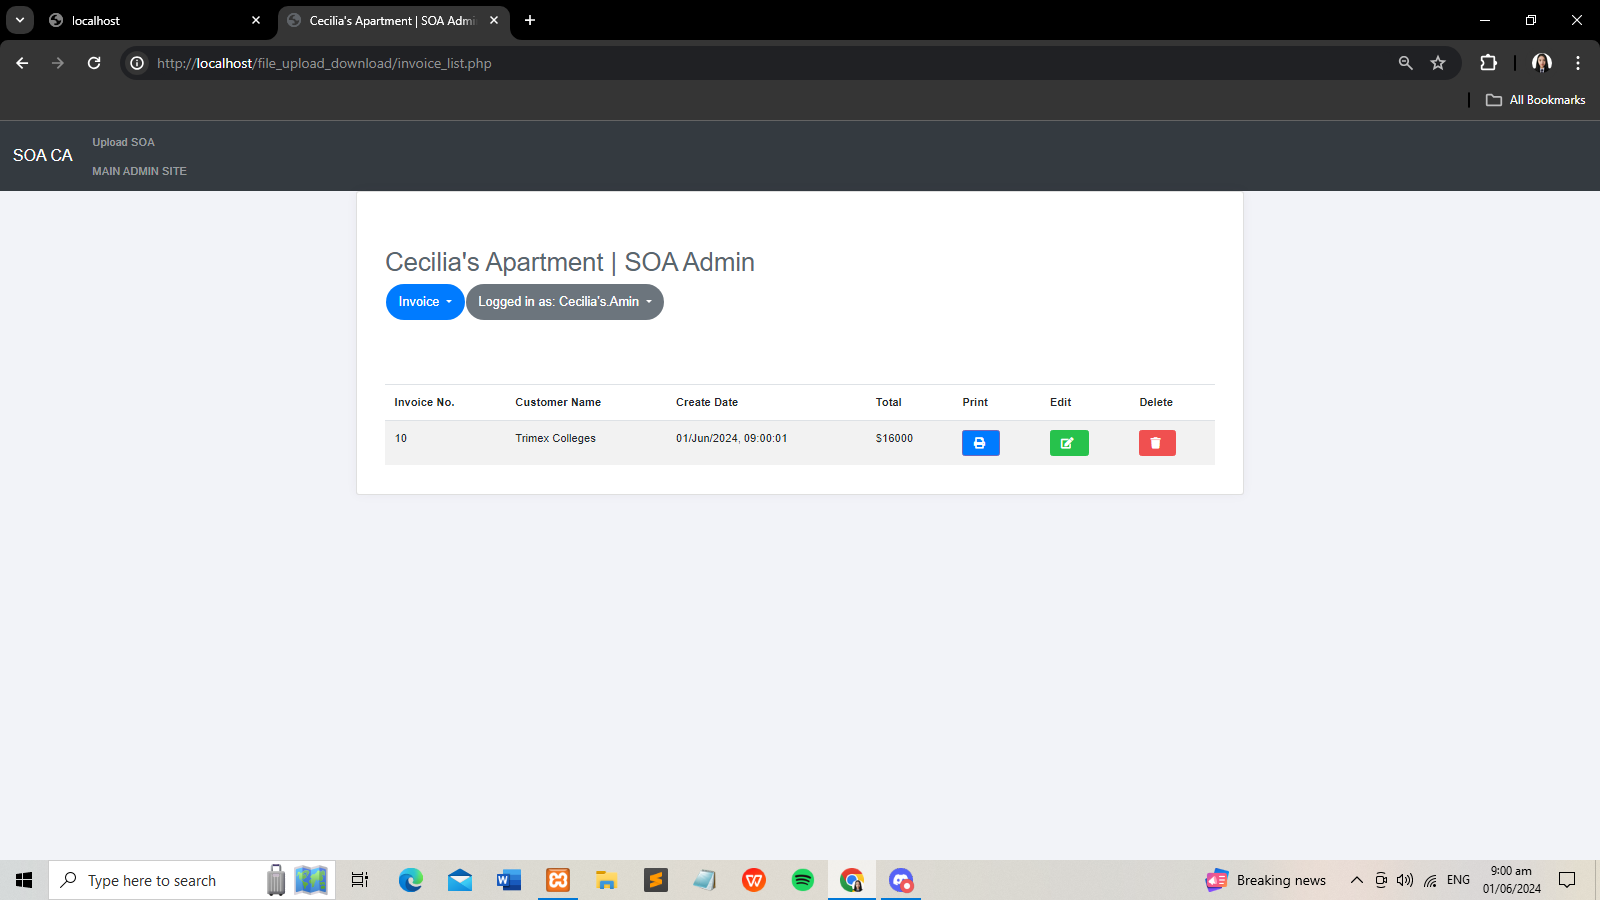 localhost
Cecilia's Apartment | SOA Admi
http://localhost/file_upload_download/invoice_list.php
All Bookmarks
SOA CA
Upload SOA
MAIN ADMIN SITE
Cecilia's Apartment | SOA Admin
Invoice
Logged in as: Cecilia's.Amin
Invoice No. Customer Name Create Date Total Print Edit Delete
10 Trimex Colleges 01/Jun/2024, 09:00:01 $16000
Type here to search
Breaking news
ENG
9:00 am
01/06/2024